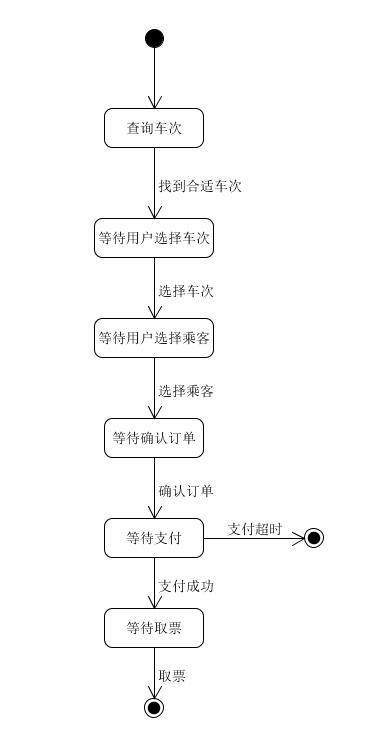 查询车次
找到合适车次
等待用户选择车次
选择车次
等待用户选择乘客
选择乘客
等待确认订单
确认订单
等待支付
支付超时
支付成功
等待取票
取票